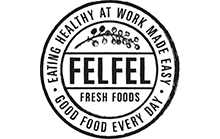 • EATING HEALTHY AT WORK MADE EASY •
FELFEL
FRESH FOODS
GOOD FOOD EVERY DAY